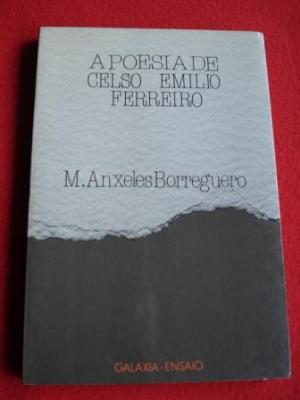 A POESIA DE
CELSO EMILIO
FERREIRO
M. Anxeles Borreguero
GALAXIA-ENSAIO